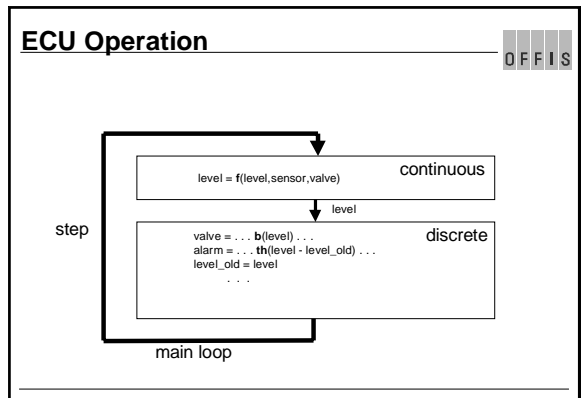 ECU Operation
OFFIS
continuous
level = f(level,sensor,valve)
level
step
discrete
valve = . . . b(level) . . .
alarm = . . . th(level - level_old) . . .
level_old = level
. . .
main loop